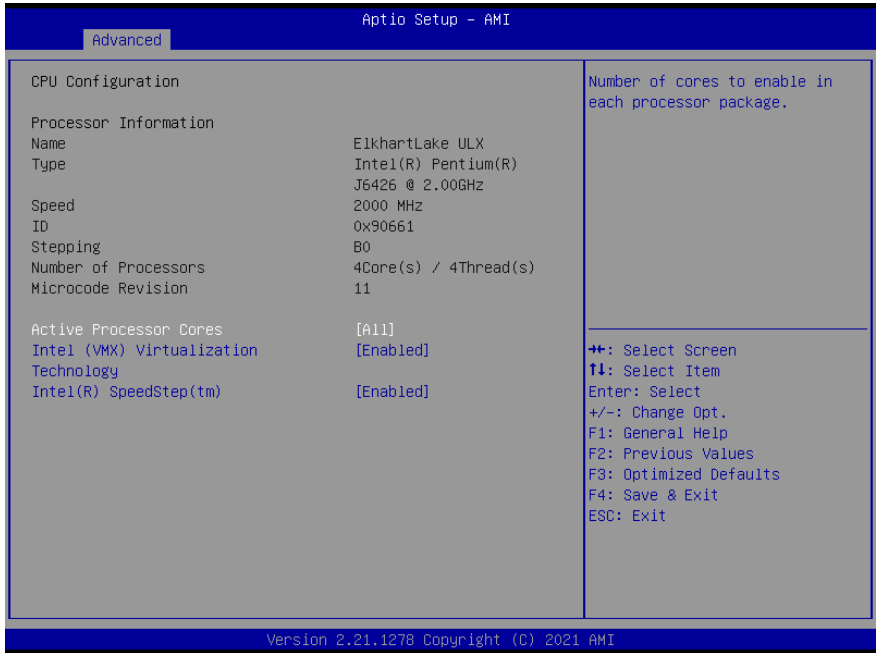 Aptio Setup – AMI
Advanced
CPU Configuration
Processor Information
Name ElkhartLake ULX
Type Intel(R) Pentium(R)
J6426 @ 2.00GHz
Speed 2000 MHz
ID 0x90661
Stepping B0
Number of Processors 4Core(s) / 4Thread(s)
Microcode Revision 11
Active Processor Cores [All]
Intel (VMX) Virtualization [Enabled]
Technology
Intel(R) SpeedStep(tm) [Enabled]
Number of cores to enable in
each processor package.
→←: Select Screen
↑↓: Select Item
Enter: Select
+/-: Change Opt.
F1: General Help
F2: Previous Values
F3: Optimized Defaults
F4: Save & Exit
ESC: Exit
Version 2.21.1278 Copyright (C) 2021 AMI